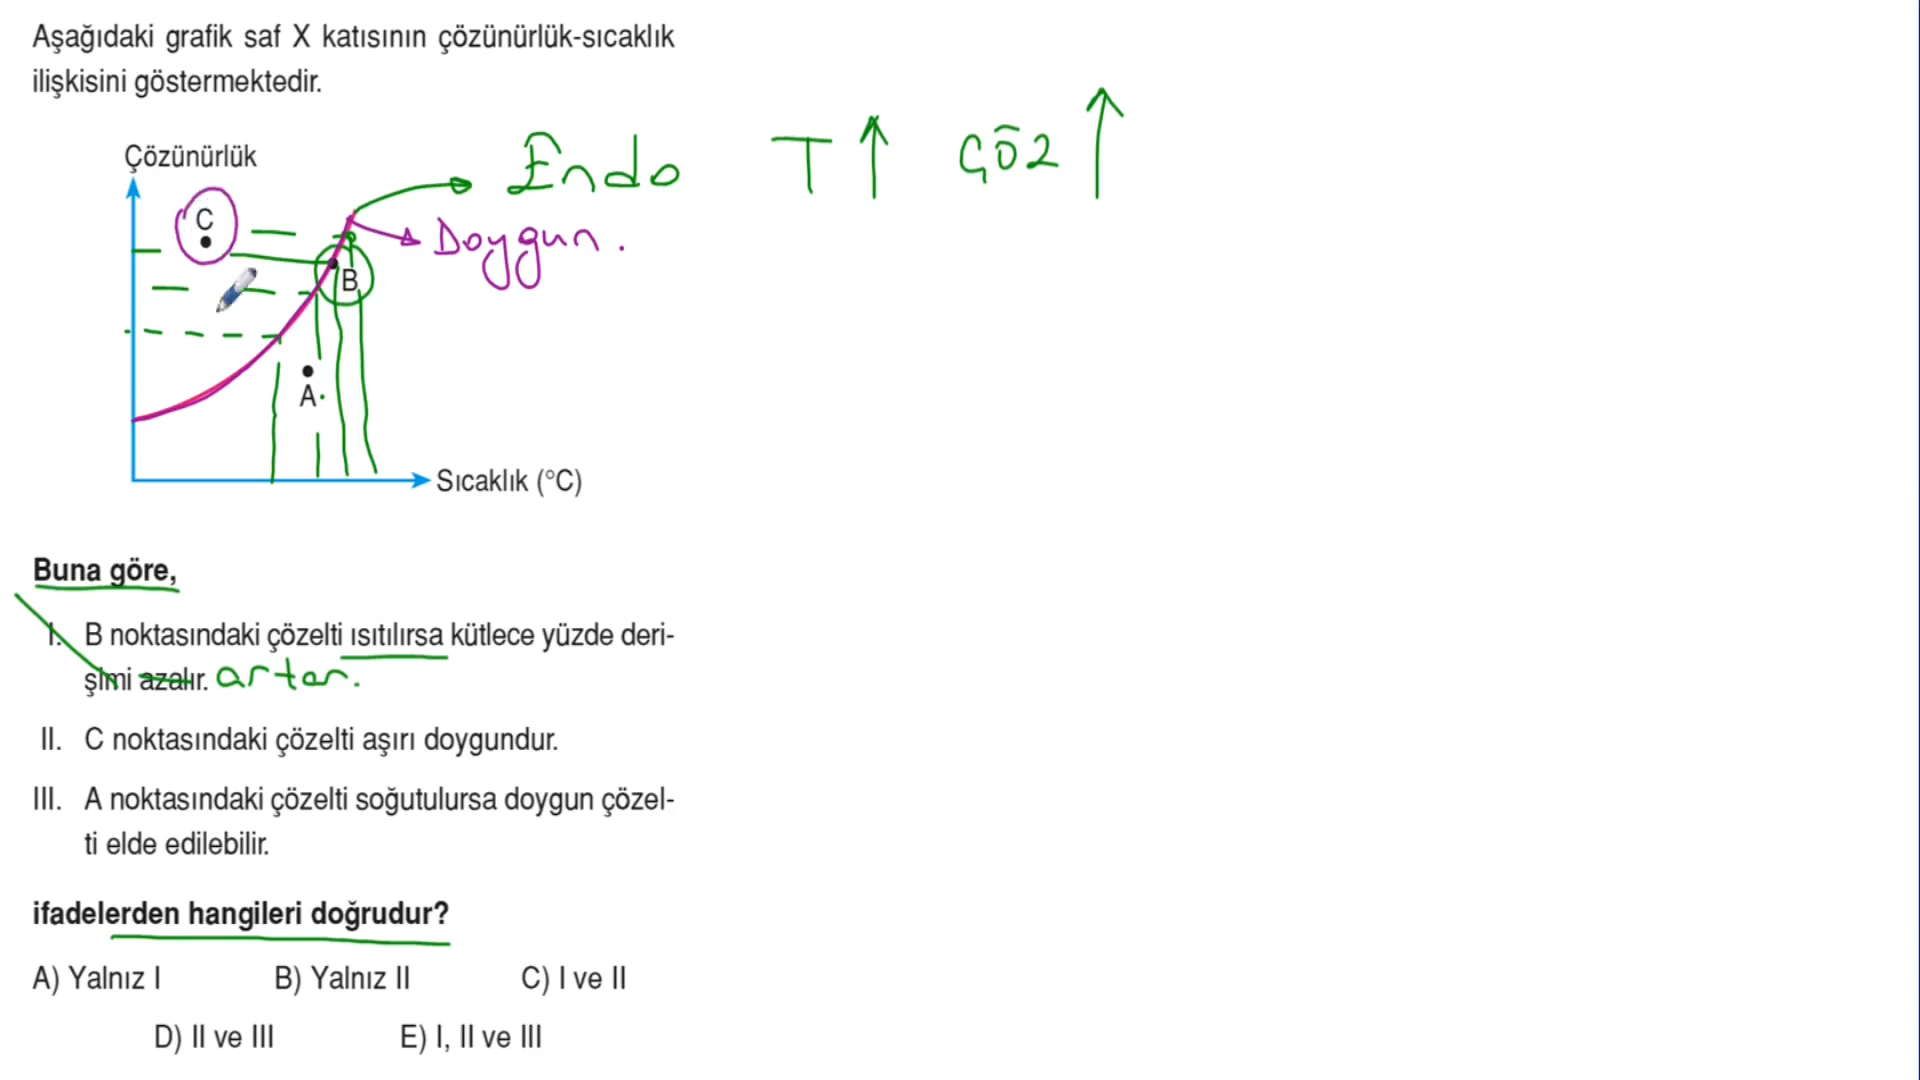 Aşağıdaki grafik saf X katısının çözünürlük-sıcaklık
ilişkisini göstermektedir.
Çözünürlük
Endo T↑ ÇÖZ↑
C
Doygun.
B
A
Sıcaklık (°C)
Buna göre,
I. B noktasındaki çözelti ısıtılırsa kütlece yüzde deri-
şimi azalır. artar.
II. C noktasındaki çözelti aşırı doygundur.
III. A noktasındaki çözelti soğutulursa doygun çözel-
ti elde edilebilir.
ifadelerden hangileri doğrudur?
A) Yalnız I B) Yalnız II C) I ve II
D) II ve III E) I, II ve III